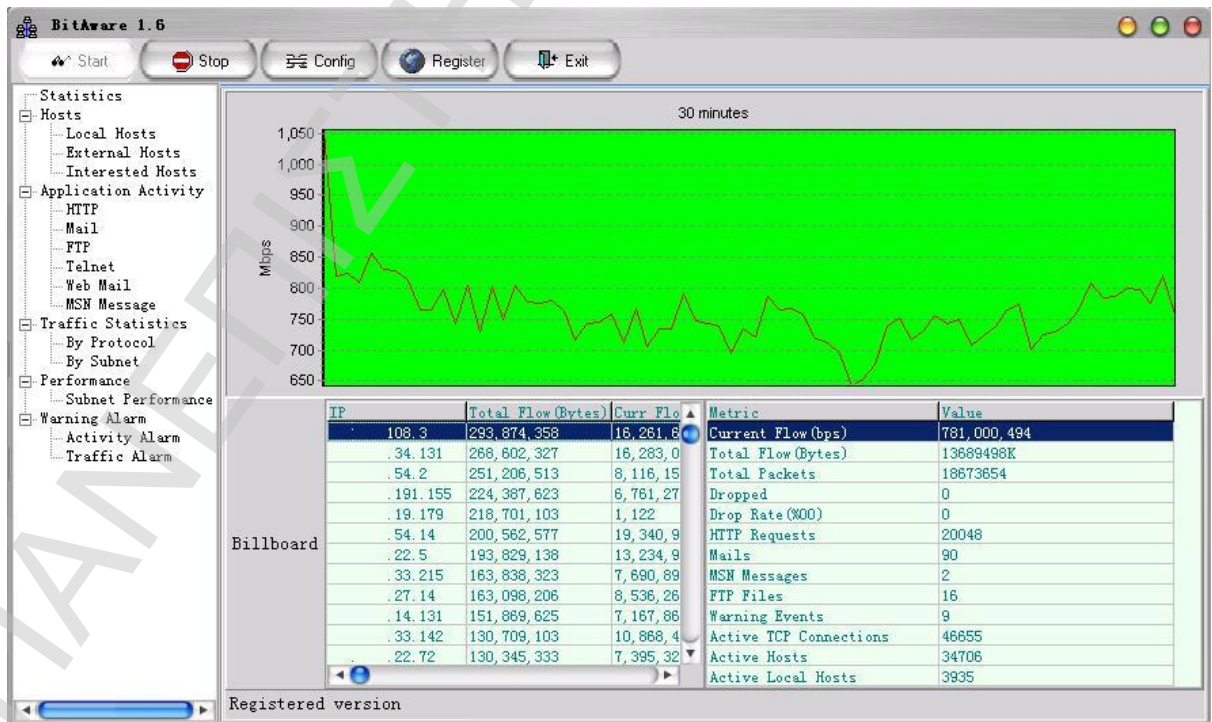 BitAware 1.6
Start Stop Config Register Exit
Statistics
Hosts
Local Hosts
External Hosts
Interested Hosts
Application Activity
HTTP
Mail
FTP
Telnet
Web Mail
MSN Message
Traffic Statistics
By Protocol
By Subnet
Performance
Subnet Performance
Warning Alarm
Activity Alarm
Traffic Alarm
30 minutes
Mbps
1,050
1,000
950
900
850
800
750
700
650
Billboard
IP Total Flow(Bytes) Curr Flo
108.3 293,874,358 16,261,6
.34.131 268,602,327 16,283,0
.54.2 251,206,513 8,116,15
.191.155 224,387,623 6,761,27
.19.179 218,701,103 1,122
.54.14 200,562,577 19,340,9
.22.5 193,829,138 13,234,9
.33.215 163,838,323 7,690,89
.27.14 163,098,206 8,536,26
.14.131 151,869,625 7,167,86
.33.142 130,709,103 10,868,4
.22.72 130,345,333 7,395,32
Metric Value
Current Flow(bps) 781,000,494
Total Flow(Bytes) 13689498K
Total Packets 18673654
Dropped 0
Drop Rate(%00) 0
HTTP Requests 20048
Mails 90
MSN Messages 2
FTP Files 16
Warning Events 9
Active TCP Connections 46655
Active Hosts 34706
Active Local Hosts 3935
Registered version